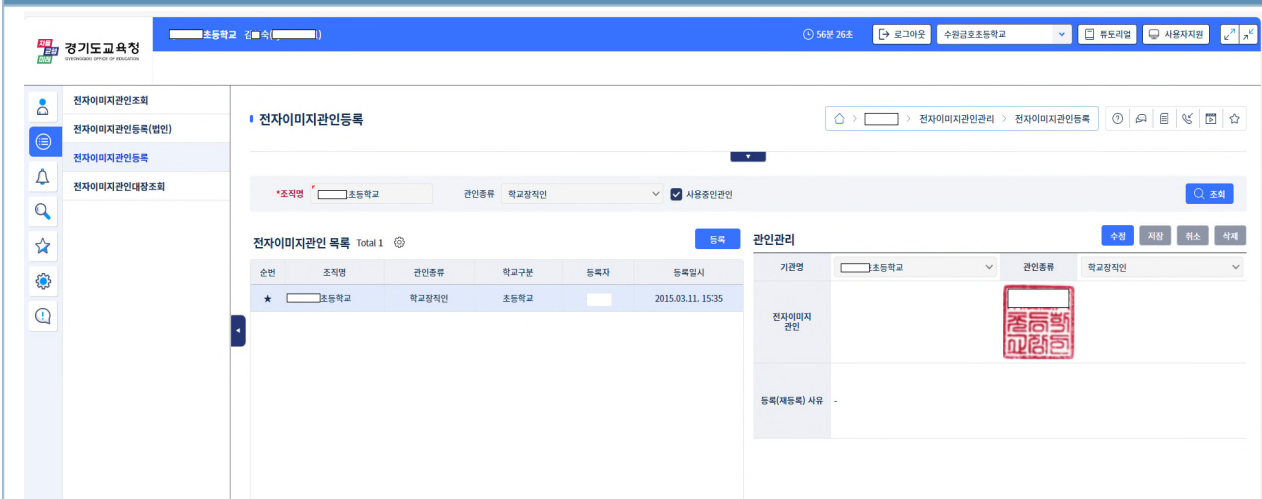 지음
미래
경기도교육청
GYEONGGIDO OFFICE OF EDUCATION
초등학교 김 숙( )
56분 26초
로그아웃
수원금호초등학교
튜토리얼
사용자지원
전자이미지관인조회
전자이미지관인등록(법인)
전자이미지관인등록
전자이미지관인대장조회
전자이미지관인등록
> > 전자이미지관인관리 > 전자이미지관인등록
*조직명 초등학교 관인종류 학교장직인 사용중인관인 조회
전자이미지관인 목록 Total 1 등록
순번 조직명 관인종류 학교구분 등록자 등록일시
★ 초등학교 학교장직인 초등학교 2015.03.11. 15:35
관인관리 수정 저장 취소 삭제
기관명 초등학교 관인종류 학교장직인
전자이미지
관인
등록(재등록) 사유 -